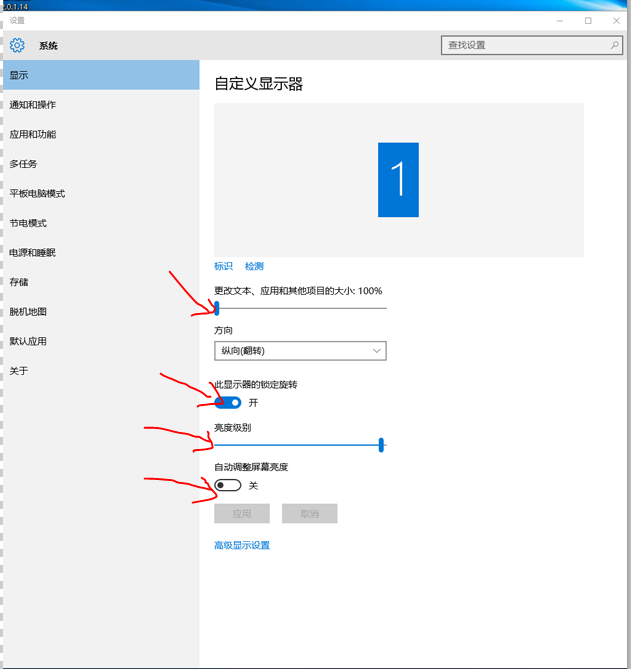 .0.1.14
设置
系统
查找设置
显示
通知和操作
应用和功能
多任务
平板电脑模式
节电模式
电源和睡眠
存储
脱机地图
默认应用
关于
自定义显示器
1
标识 检测
更改文本、应用和其他项目的大小: 100%
方向
纵向(翻转)
此显示器的锁定旋转
开
亮度级别
自动调整屏幕亮度
关
应用 取消
高级显示设置